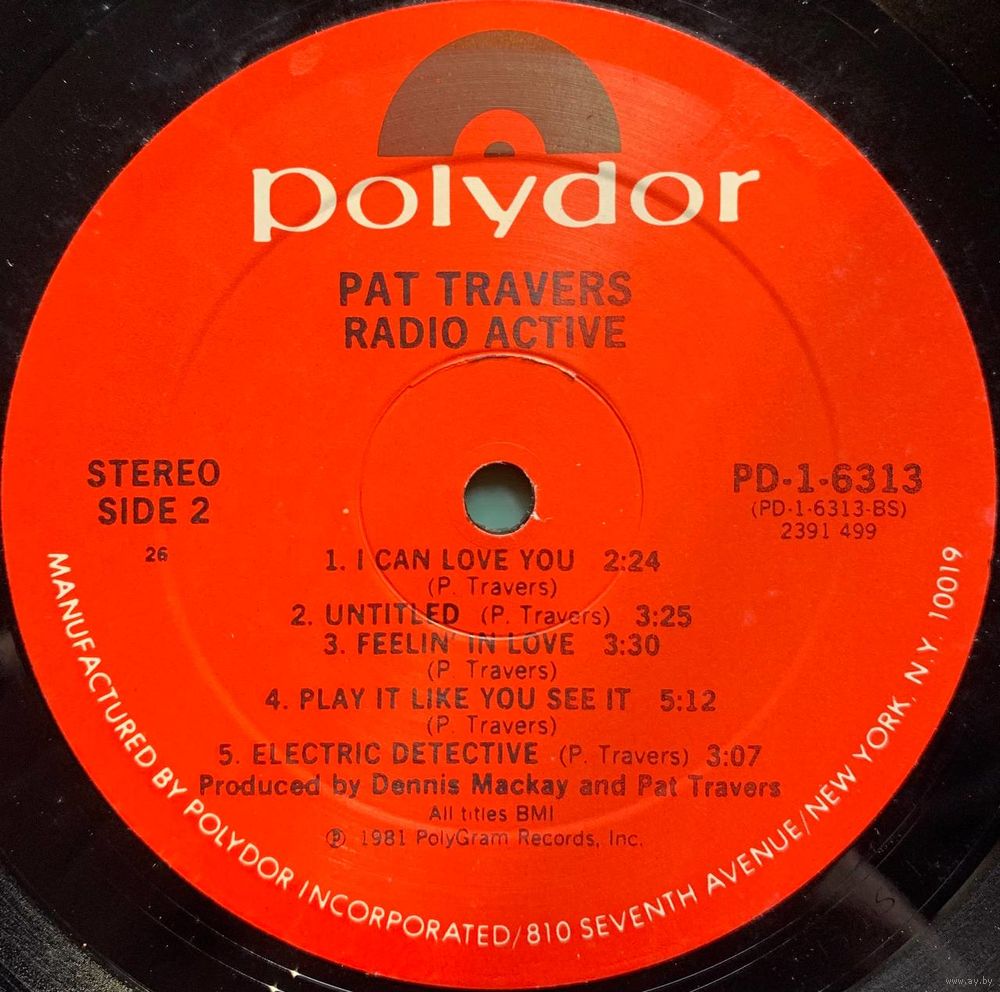 polydor
PAT TRAVERS
RADIO ACTIVE
STEREO
SIDE 2
26
PD-1-6313
(PD-1-6313-BS)
2391 499
1. I CAN LOVE YOU 2:24
(P. Travers)
2. UNTITLED (P. Travers) 3:25
3. FEELIN' IN LOVE 3:30
(P. Travers)
4. PLAY IT LIKE YOU SEE IT 5:12
(P. Travers)
5. ELECTRIC DETECTIVE (P. Travers) 3:07
Produced by Dennis Mackay and Pat Travers
All titles BMI
℗ 1981 PolyGram Records, Inc.
MANUFACTURED BY POLYDOR INCORPORATED/810 SEVENTH AVENUE/NEW YORK, N.Y. 10019
www.ay.by